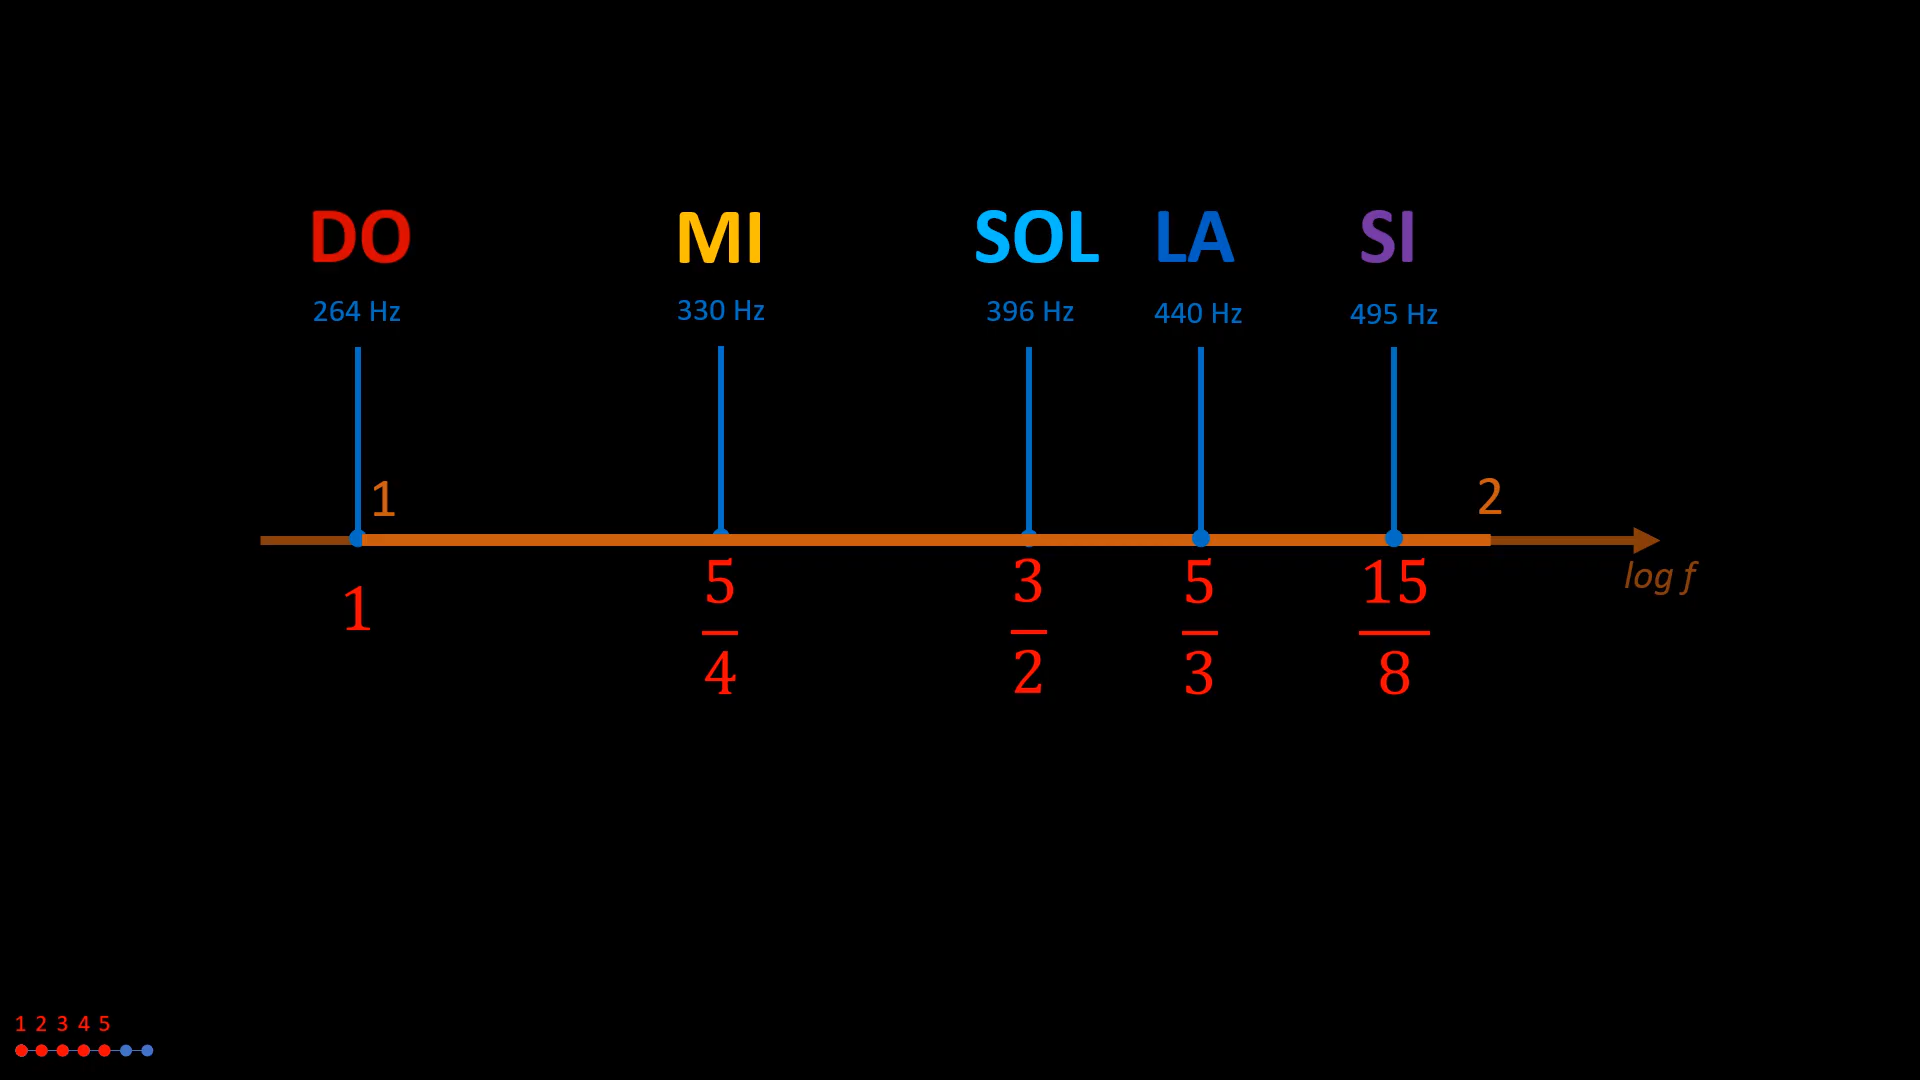 DO MI SOL LA SI
264 Hz 330 Hz 396 Hz 440 Hz 495 Hz
1 2
log f
1 5/4 3/2 5/3 15/8
1 2 3 4 5